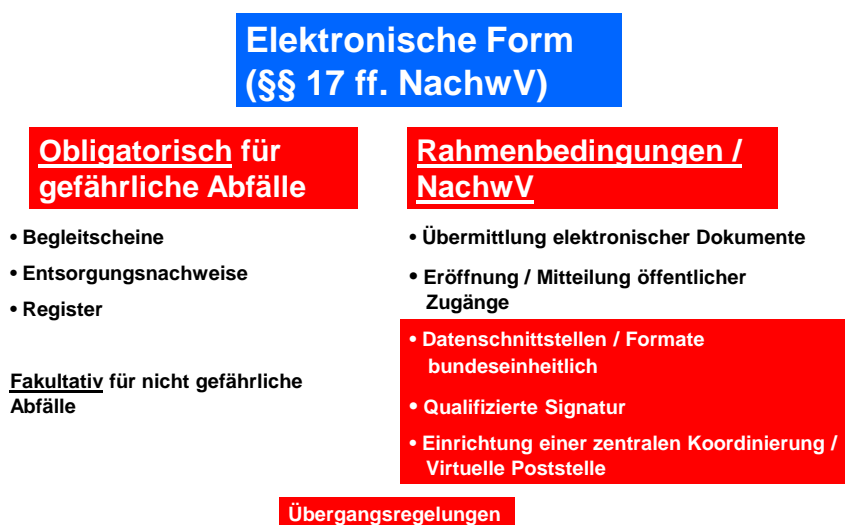 Elektronische Form
(§§ 17 ff. NachwV)
Obligatorisch für
gefährliche Abfälle
• Begleitscheine
• Entsorgungsnachweise
• Register
Fakultativ für nicht gefährliche
Abfälle
Rahmenbedingungen /
NachwV
• Übermittlung elektronischer Dokumente
• Eröffnung / Mitteilung öffentlicher
Zugänge
• Datenschnittstellen / Formate
bundeseinheitlich
• Qualifizierte Signatur
• Einrichtung einer zentralen Koordinierung /
Virtuelle Poststelle
Übergangsregelungen